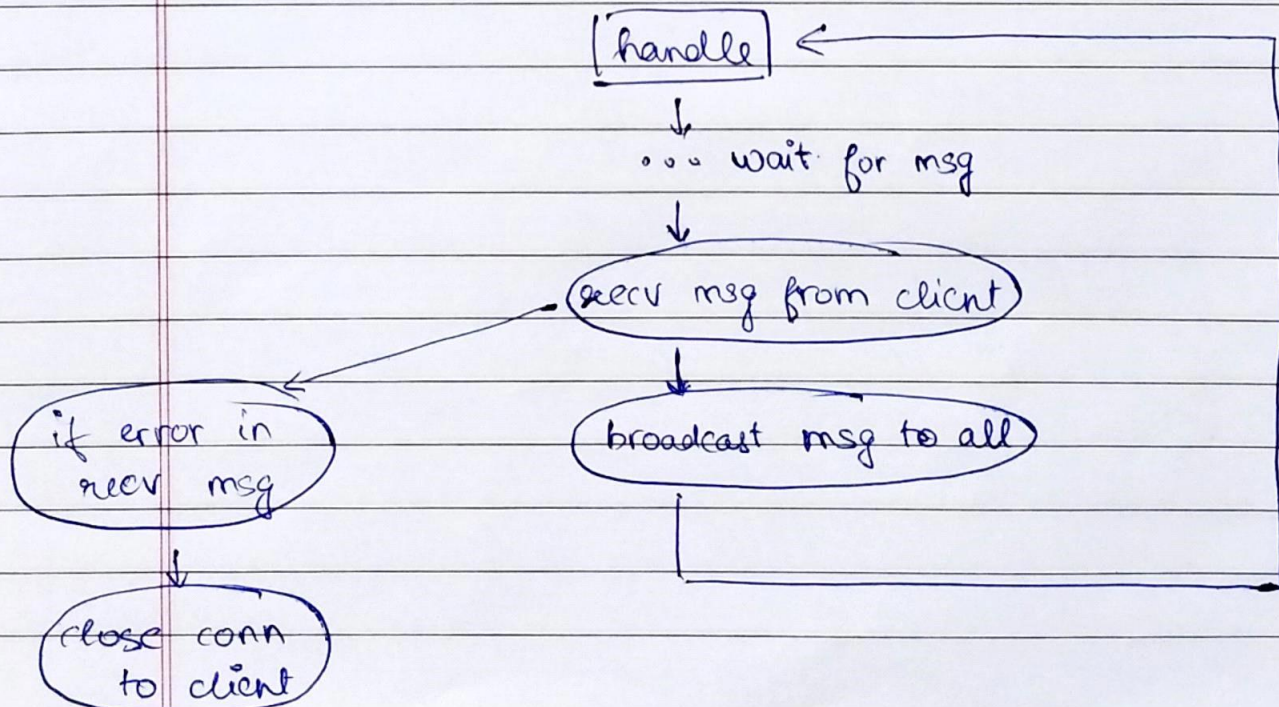 handle
... wait for msg
recv msg from client
if error in
recv msg
broadcast msg to all
close conn
to client